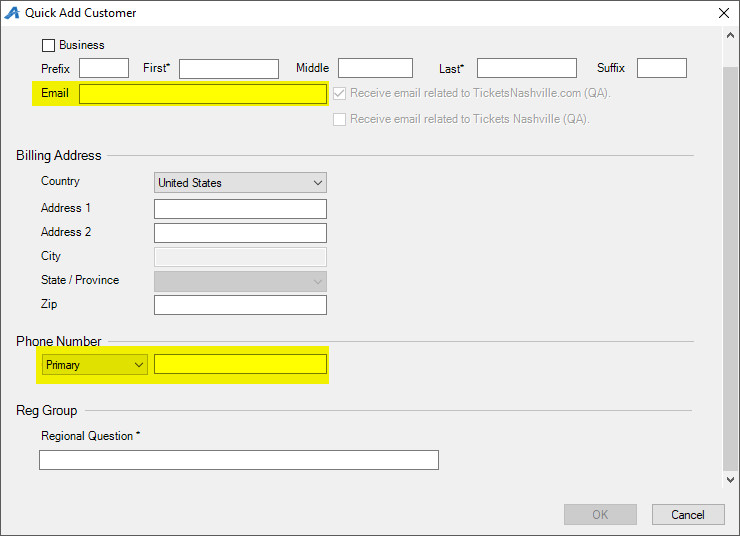 Quick Add Customer
Business
Prefix First* Middle Last* Suffix
Email Receive email related to TicketsNashville.com (QA).
Receive email related to Tickets Nashville (QA).
Billing Address
Country United States
Address 1
Address 2
City
State / Province
Zip
Phone Number
Primary
Reg Group
Regional Question *
OK Cancel